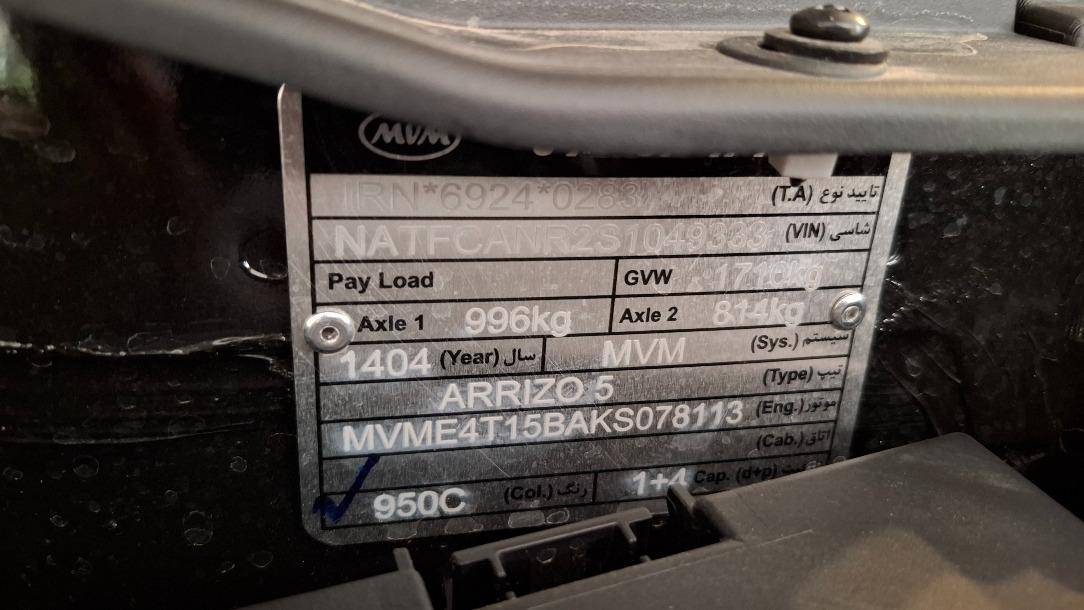 MVM
IRN*6924*0283 تایید نوع (T.A)
NATFCANR2S1049333 شاسی (VIN)
Pay Load GVW 1710kg
Axle 1 996kg Axle 2 814kg
1404 سال (Year) MVM سیستم (Sys.)
ARRIZO 5 تیپ (Type)
MVME4T15BAKS078113 موتور (Eng.)
اتاق (Cab.)
950C رنگ (Col.) 1+4 Cap. (d+p)